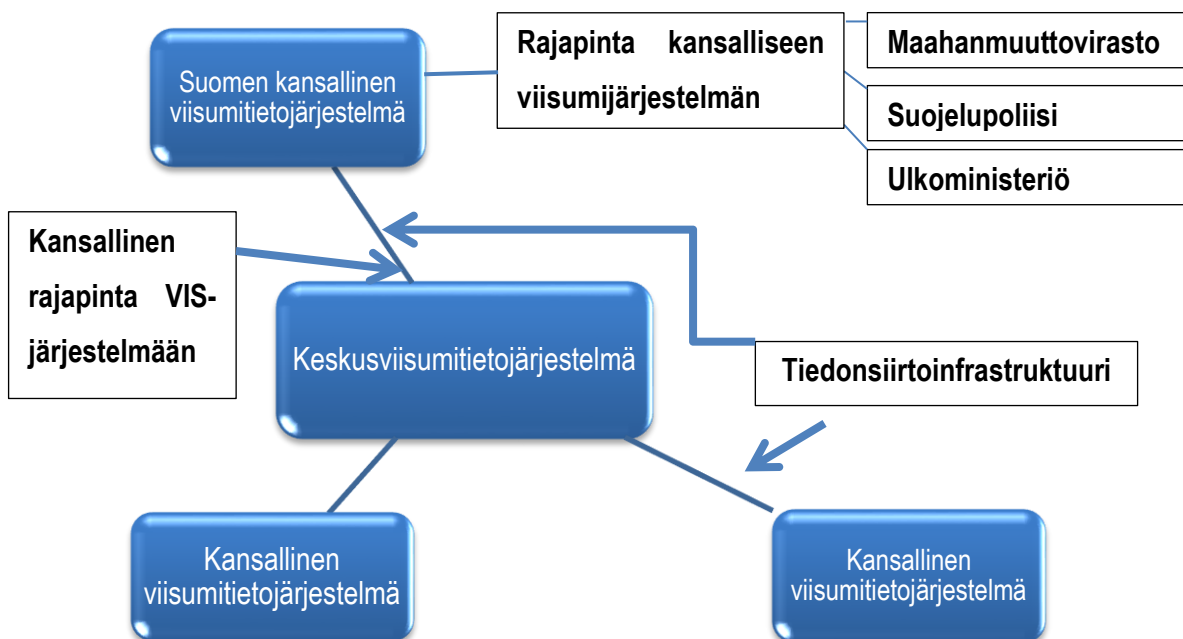 Suomen kansallinen
viisumitietojärjestelmä
Rajapinta kansalliseen
viisumijärjestelmän
Maahanmuuttovirasto
Suojelupoliisi
Ulkoministeriö
Kansallinen
rajapinta VIS-
järjestelmään
Keskusviisumitietojärjestelmä
Tiedonsiirtoinfrastruktuuri
Kansallinen
viisumitietojärjestelmä
Kansallinen
viisumitietojärjestelmä